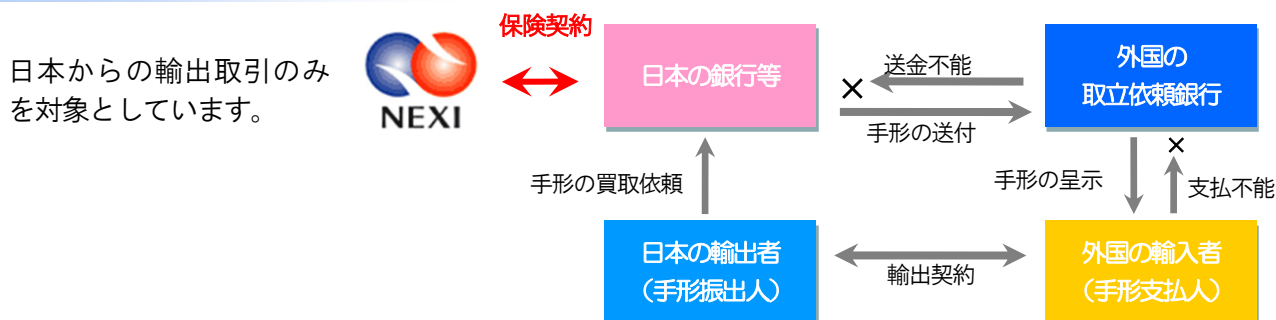 日本からの輸出取引のみ
を対象としています。
NEXI
保険契約
日本の銀行等
送金不能
×
手形の送付
外国の
取立依頼銀行
手形の買取依頼
手形の呈示
×
支払不能
日本の輸出者
（手形振出人）
輸出契約
外国の輸入者
（手形支払人）